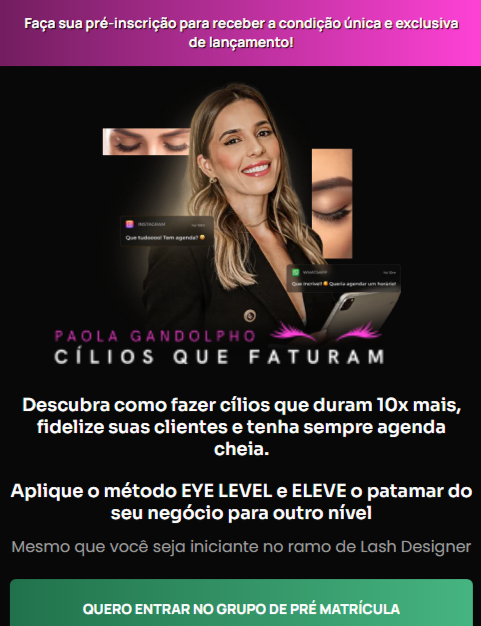 Faça sua pré-inscrição para receber a condição única e exclusiva
de lançamento!
INSTAGRAM
Que tudoooo! Tem agenda? 😍
WHATSAPP
Que incrível! 🤩 Queria agendar um horário!
PAOLA GANDOLPHO
CÍLIOS QUE FATURAM
Descubra como fazer cílios que duram 10x mais,
fidelize suas clientes e tenha sempre agenda
cheia.
Aplique o método EYE LEVEL e ELEVE o patamar do
seu negócio para outro nível
Mesmo que você seja iniciante no ramo de Lash Designer
QUERO ENTRAR NO GRUPO DE PRÉ MATRÍCULA